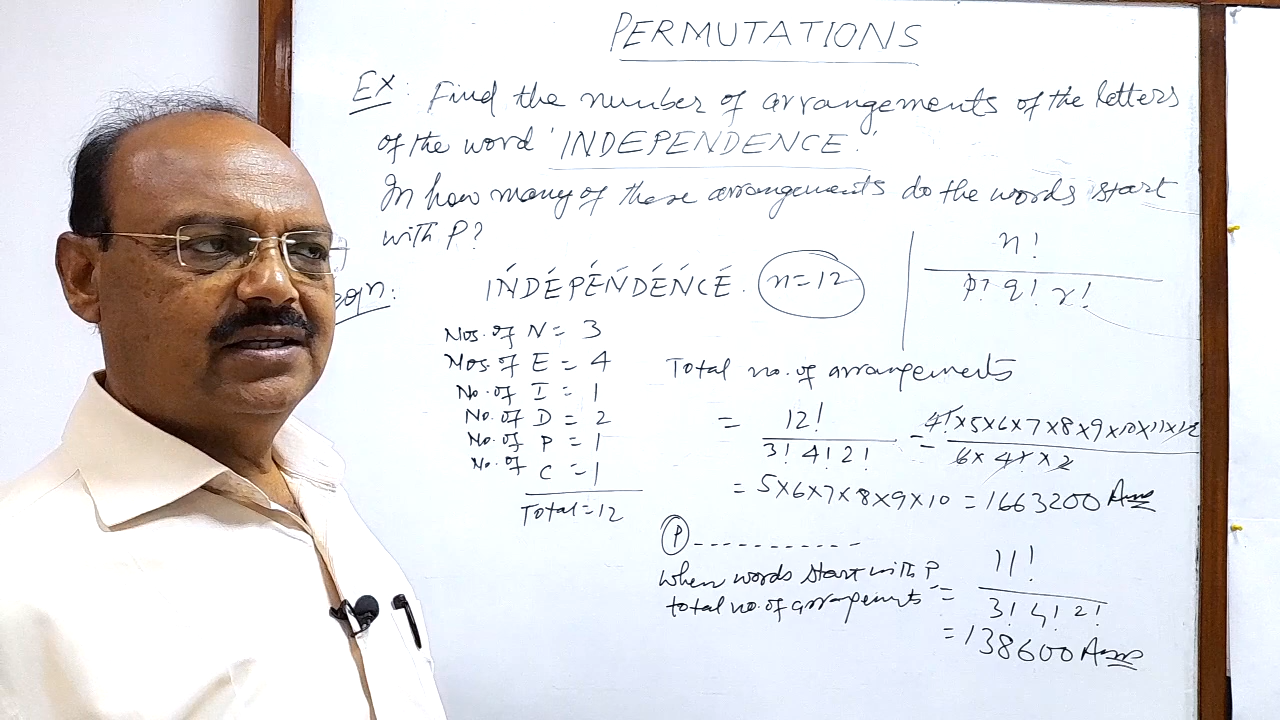 PERMUTATIONS
Ex: Find the number of arrangements of the letters
of the word 'INDEPENDENCE.'
In how many of these arrangements do the words start
with P?
Soln:
INDEPENDENCE. n=12
n!
p! q! r!
Nos. of N = 3
Nos. of E = 4
No. of I = 1
No. of D = 2
No. of P = 1
No. of C = 1
Total = 12
Total no. of arrangements
= 12! / 3! 4! 2! = 4!×5×6×7×8×9×10×11×12 / 6×4!×2
= 5×6×7×8×9×10 = 1663200 Ans
P - - - - - - - - - - -
When words start with P
total no. of arrangements = 11! / 3! 4! 2!
= 138600 Ans